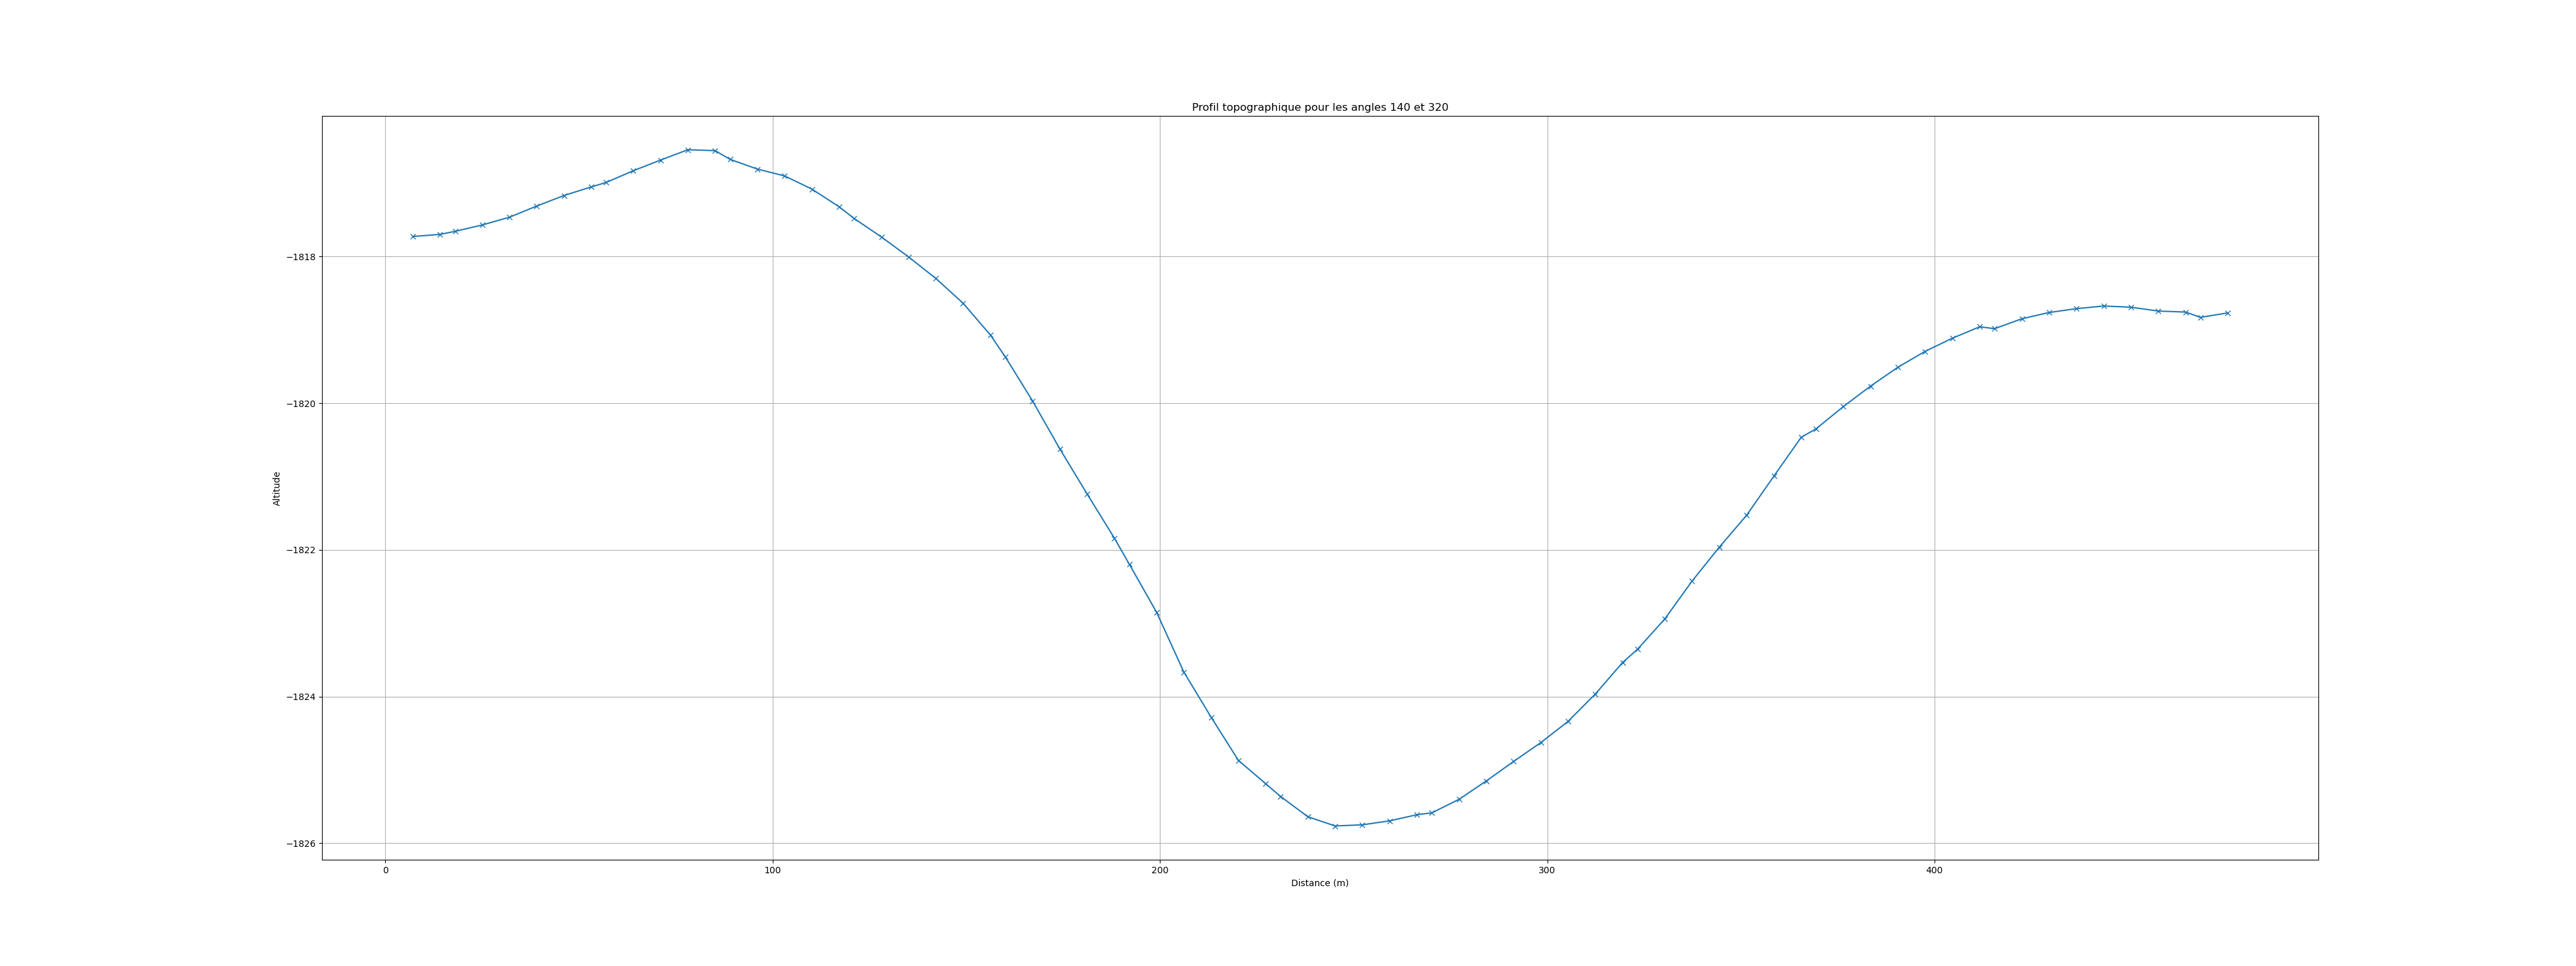 Profil topographique pour les angles 140 et 320
Altitude
−1818
−1820
−1822
−1824
−1826
0 100 200 300 400
Distance (m)